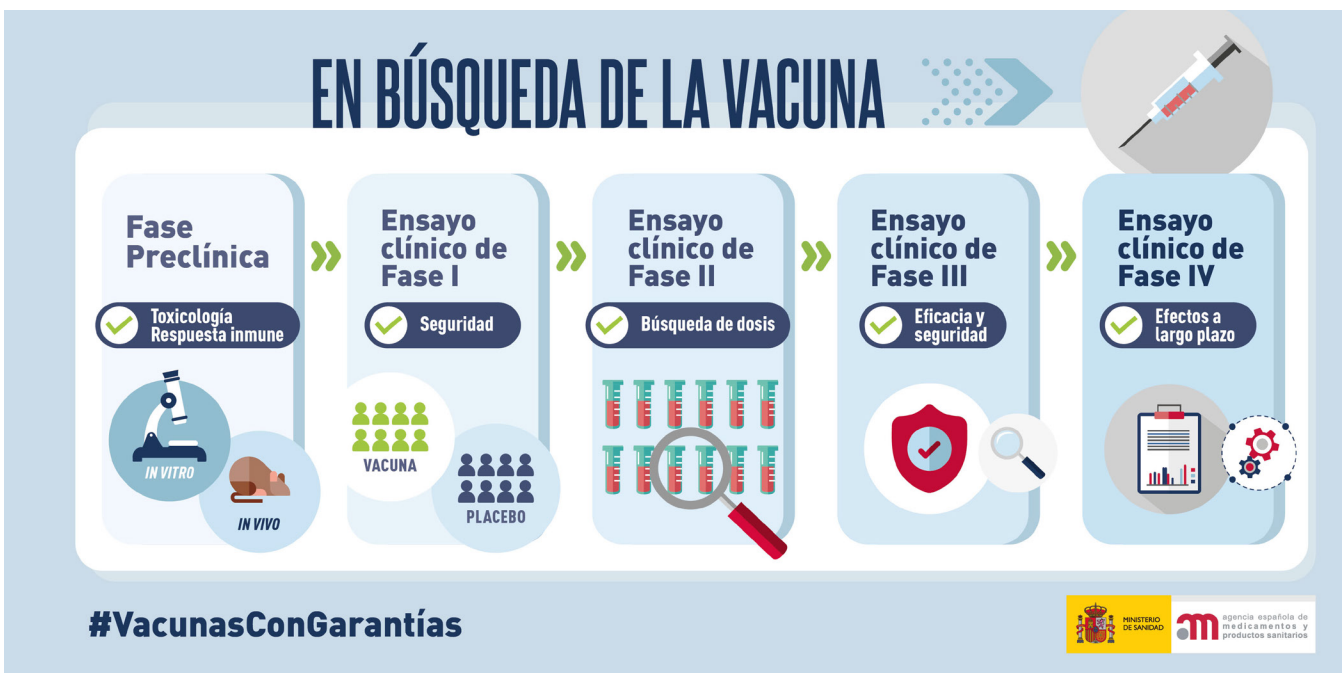 EN BÚSQUEDA DE LA VACUNA
Fase
Preclínica
Toxicología
Respuesta inmune
IN VITRO
IN VIVO
Ensayo
clínico de
Fase I
Seguridad
VACUNA
PLACEBO
Ensayo
clínico de
Fase II
Búsqueda de dosis
Ensayo
clínico de
Fase III
Eficacia y
seguridad
Ensayo
clínico de
Fase IV
Efectos a
largo plazo
#VacunasConGarantías
MINISTERIO
DE SANIDAD
agencia española de
medicamentos y
productos sanitarios